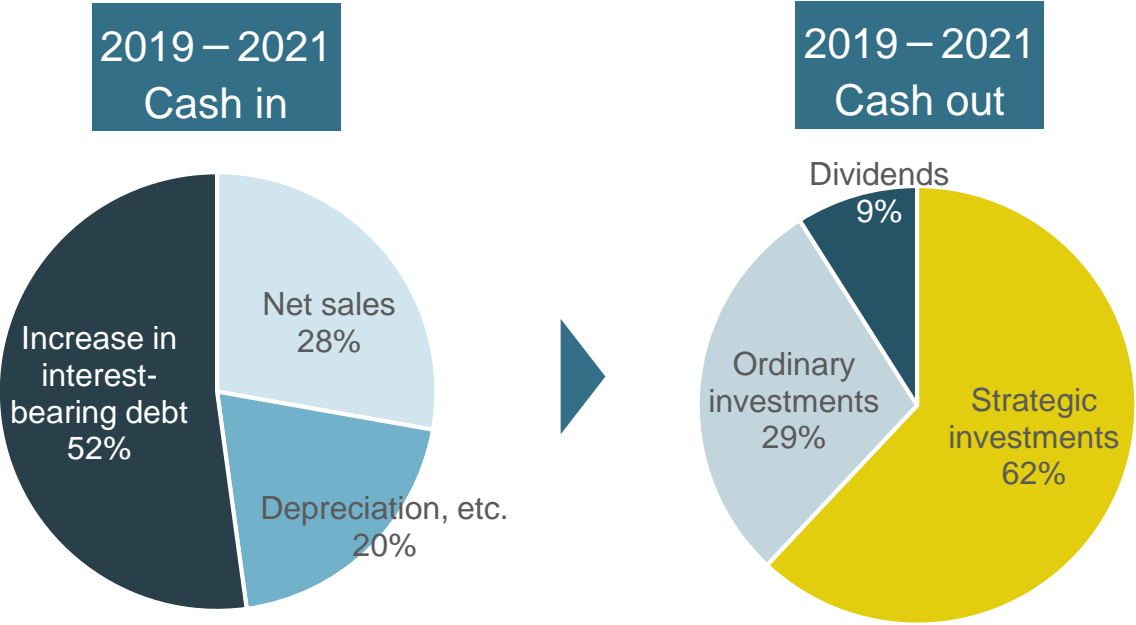 2019 – 2021
Cash in
Net sales
28%
Increase in
interest-
bearing debt
52%
Depreciation, etc.
20%
2019 – 2021
Cash out
Dividends
9%
Ordinary
investments
29%
Strategic
investments
62%